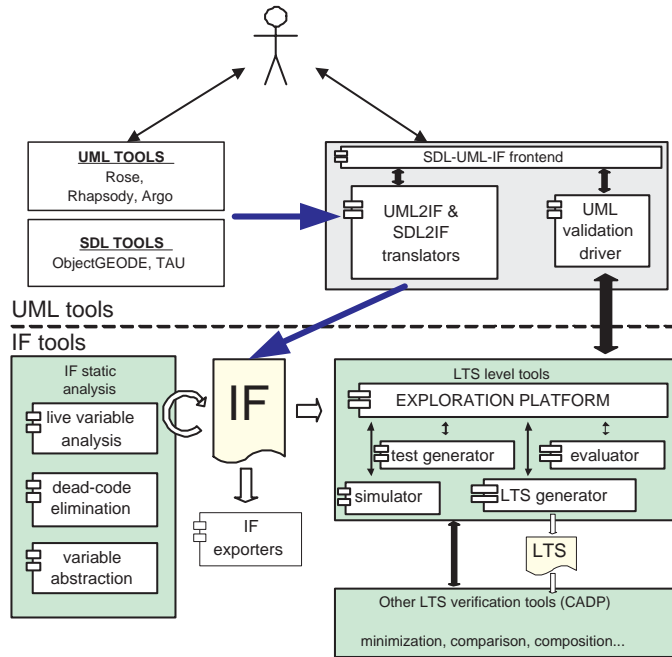 UML TOOLS
Rose,
Rhapsody, Argo
SDL TOOLS
ObjectGEODE, TAU
SDL-UML-IF frontend
UML2IF &
SDL2IF
translators
UML
validation
driver
UML tools
IF tools
IF static
analysis
live variable
analysis
dead-code
elimination
variable
abstraction
IF
IF
exporters
LTS level tools
EXPLORATION PLATFORM
test generator
evaluator
simulator
LTS generator
LTS
Other LTS verification tools (CADP)
minimization, comparison, composition...